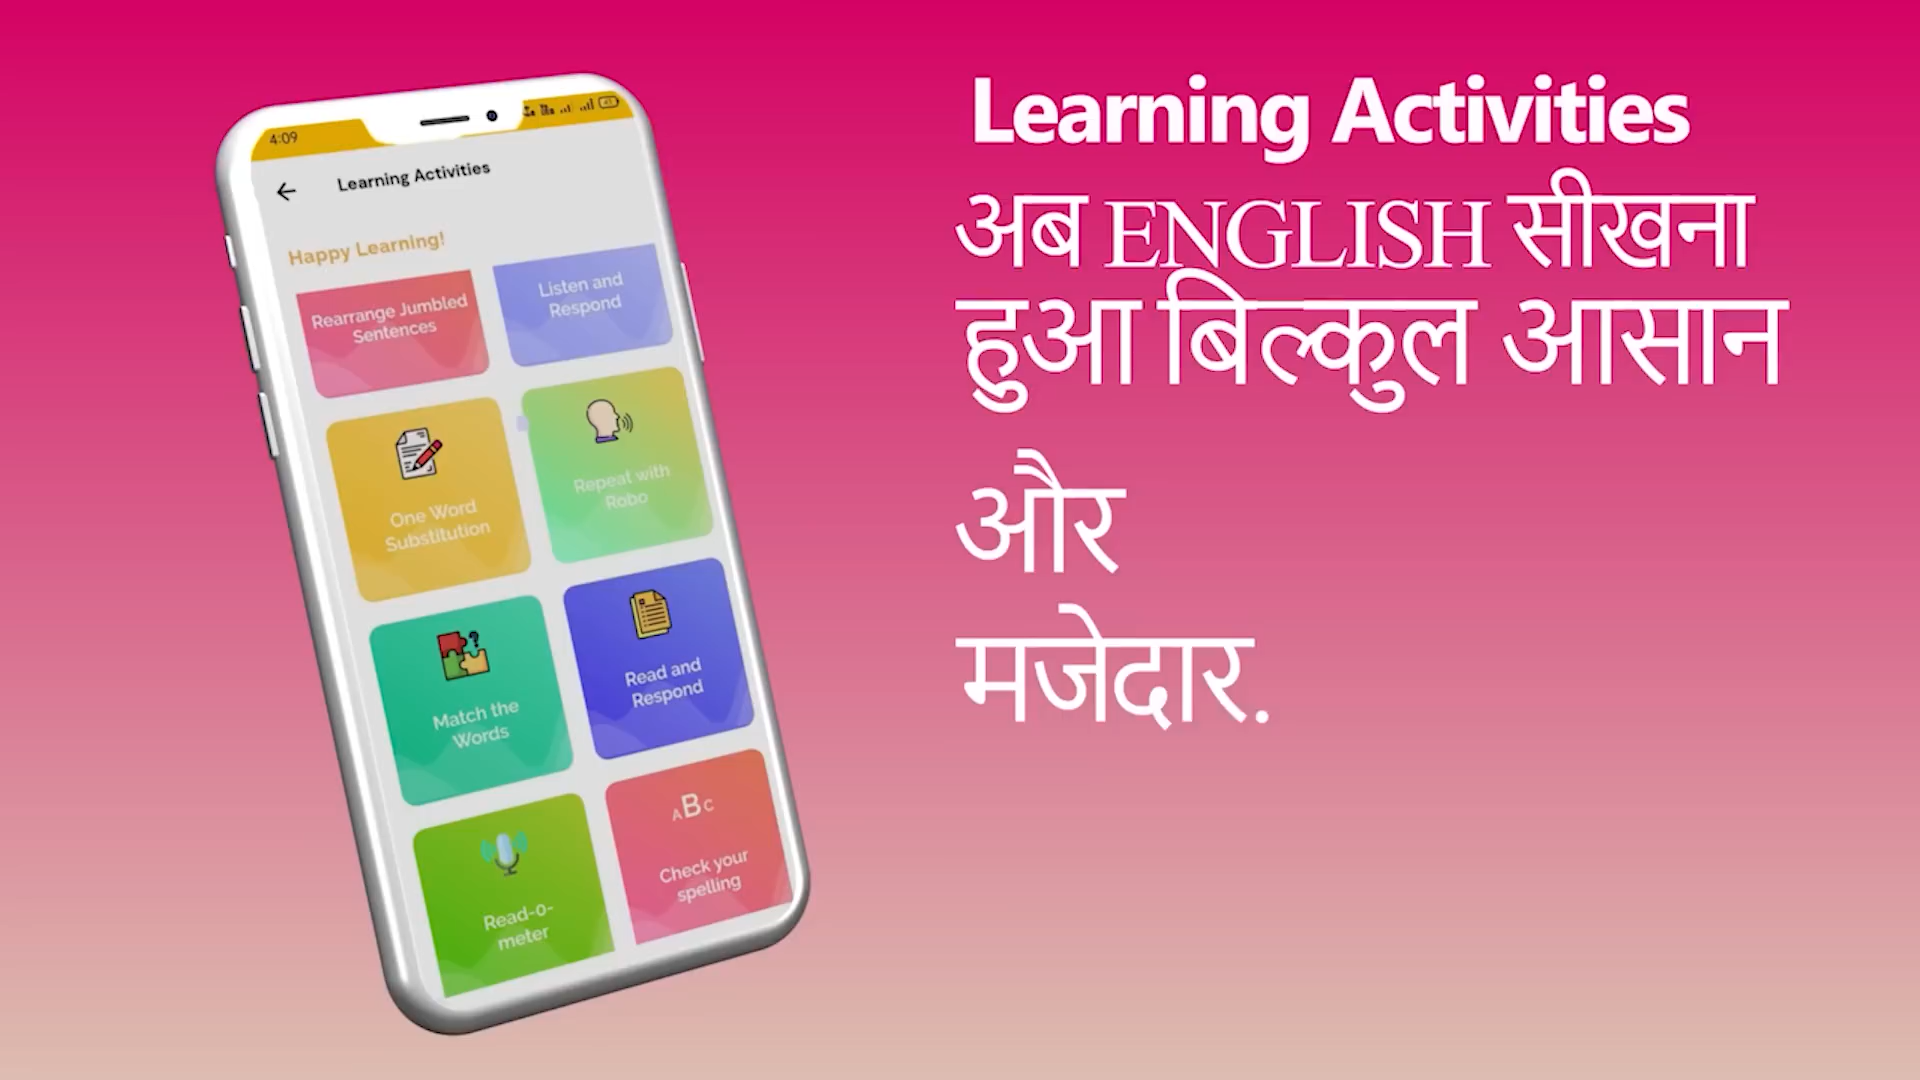 4:09
Learning Activities
Happy Learning!
Rearrange Jumbled
Sentences
Listen and
Respond
One Word
Substitution
Repeat with
Robo
Match the
Words
Read and
Respond
Read-o-
meter
ABC
Check your
spelling
Learning Activities
अब ENGLISH सीखना
हुआ बिल्कुल आसान
और
मजेदार.